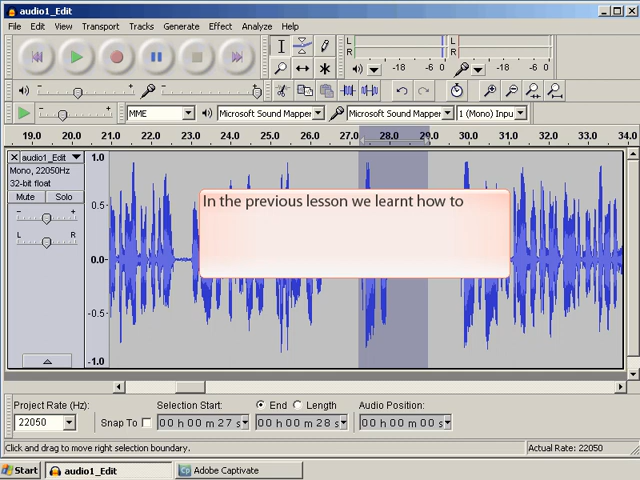 audio1_Edit
File Edit View Transport Tracks Generate Effect Analyze Help
L
R
-18 -6 0
L
R
-18 -6 0
MME
Microsoft Sound Mapper
Microsoft Sound Mapper
1 (Mono) Inpu
19.0 20.0 21.0 22.0 23.0 24.0 25.0 26.0 27.0 28.0 29.0 30.0 31.0 32.0 33.0 34.0
audio1_Edit
Mono, 22050Hz
32-bit float
Mute Solo
- +
L R
1.0
0.5
0.0-
-0.5
-1.0
In the previous lesson we learnt how to
Project Rate (Hz):
22050
Snap To
Selection Start:
00 h 00 m 27 s
End Length
00 h 00 m 28 s
Audio Position:
00 h 00 m 00 s
Click and drag to move right selection boundary.
Actual Rate: 22050
Start
audio1_Edit
Cp Adobe Captivate